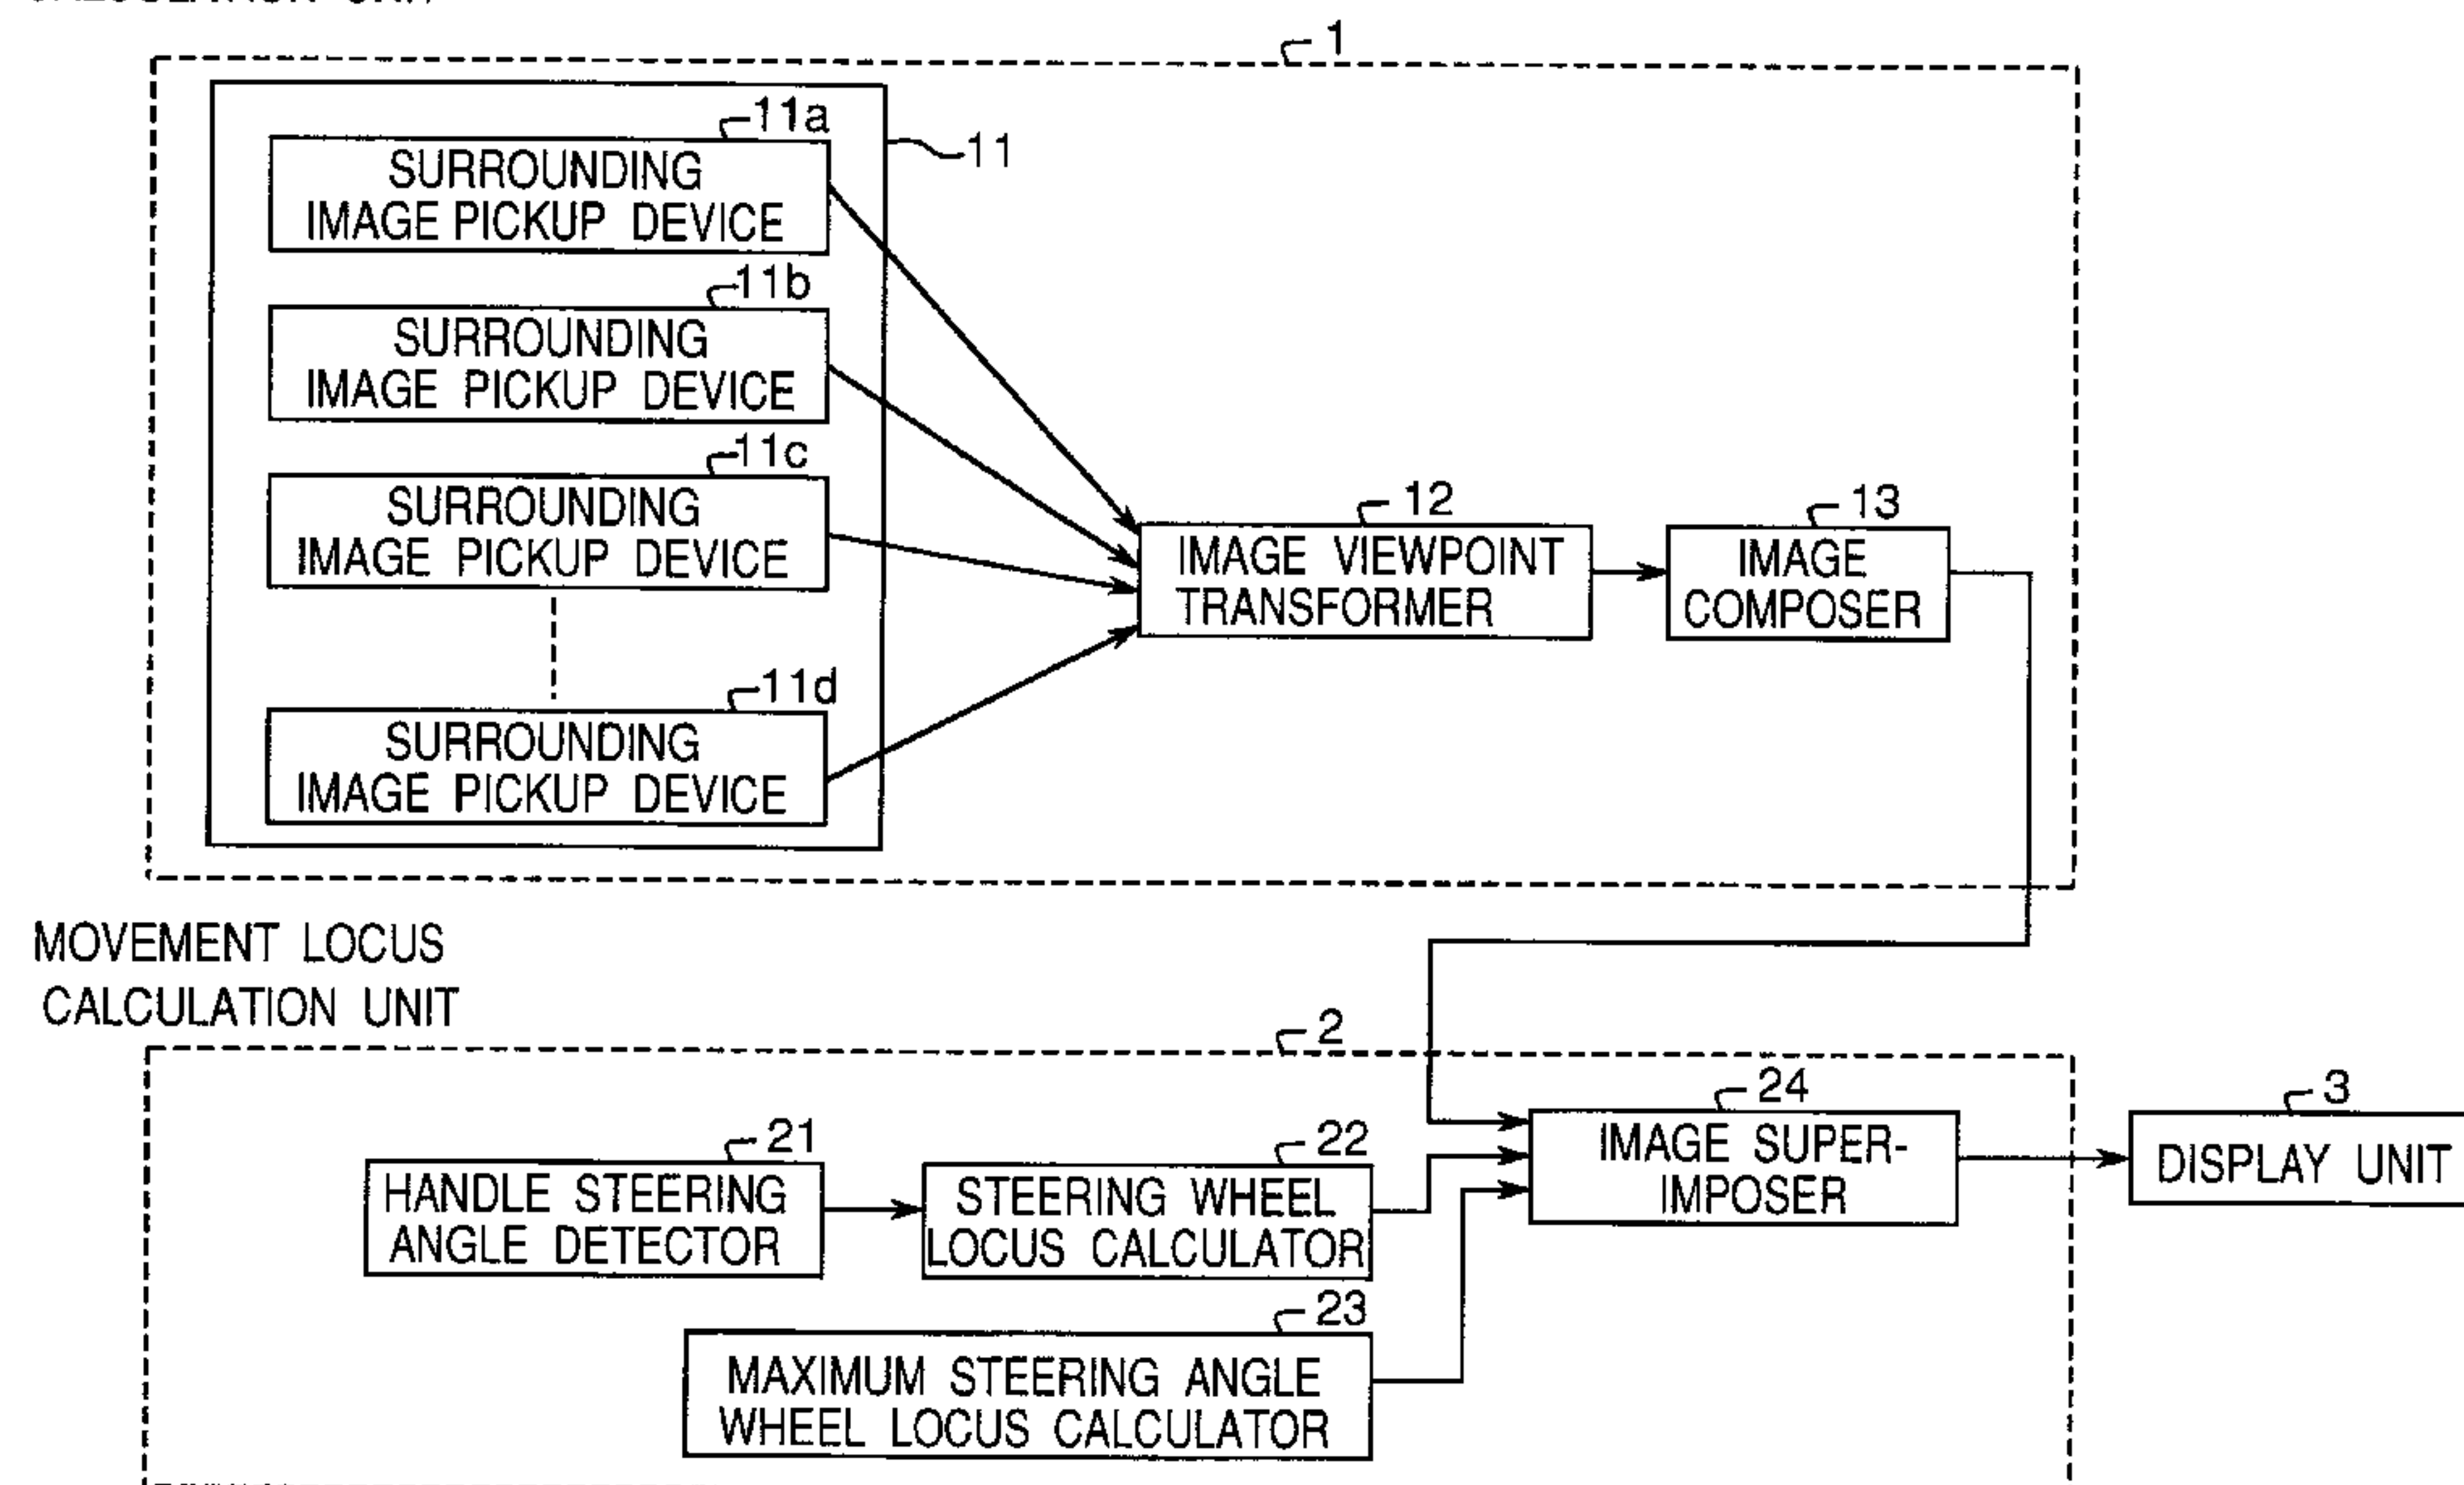 1
11a
11
SURROUNDING
IMAGE PICKUP DEVICE
11b
SURROUNDING
IMAGE PICKUP DEVICE
11c
SURROUNDING
IMAGE PICKUP DEVICE
12
IMAGE VIEWPOINT
TRANSFORMER
13
IMAGE
COMPOSER
11d
SURROUNDING
IMAGE PICKUP DEVICE
MOVEMENT LOCUS
CALCULATION UNIT
2
21
HANDLE STEERING
ANGLE DETECTOR
22
STEERING WHEEL
LOCUS CALCULATOR
24
IMAGE SUPER-
IMPOSER
3
DISPLAY UNIT
23
MAXIMUM STEERING ANGLE
WHEEL LOCUS CALCULATOR